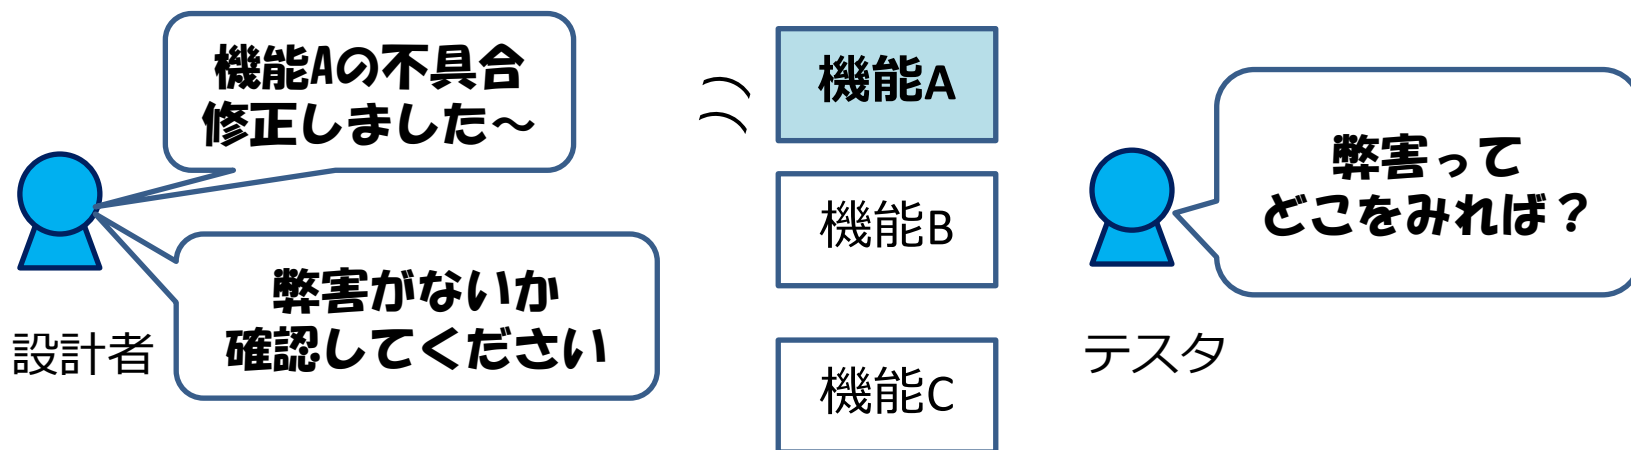 機能Aの不具合
修正しました～
弊害がないか
確認してください
設計者
機能A
機能B
機能C
弊害って
どこをみれば？
テスタ